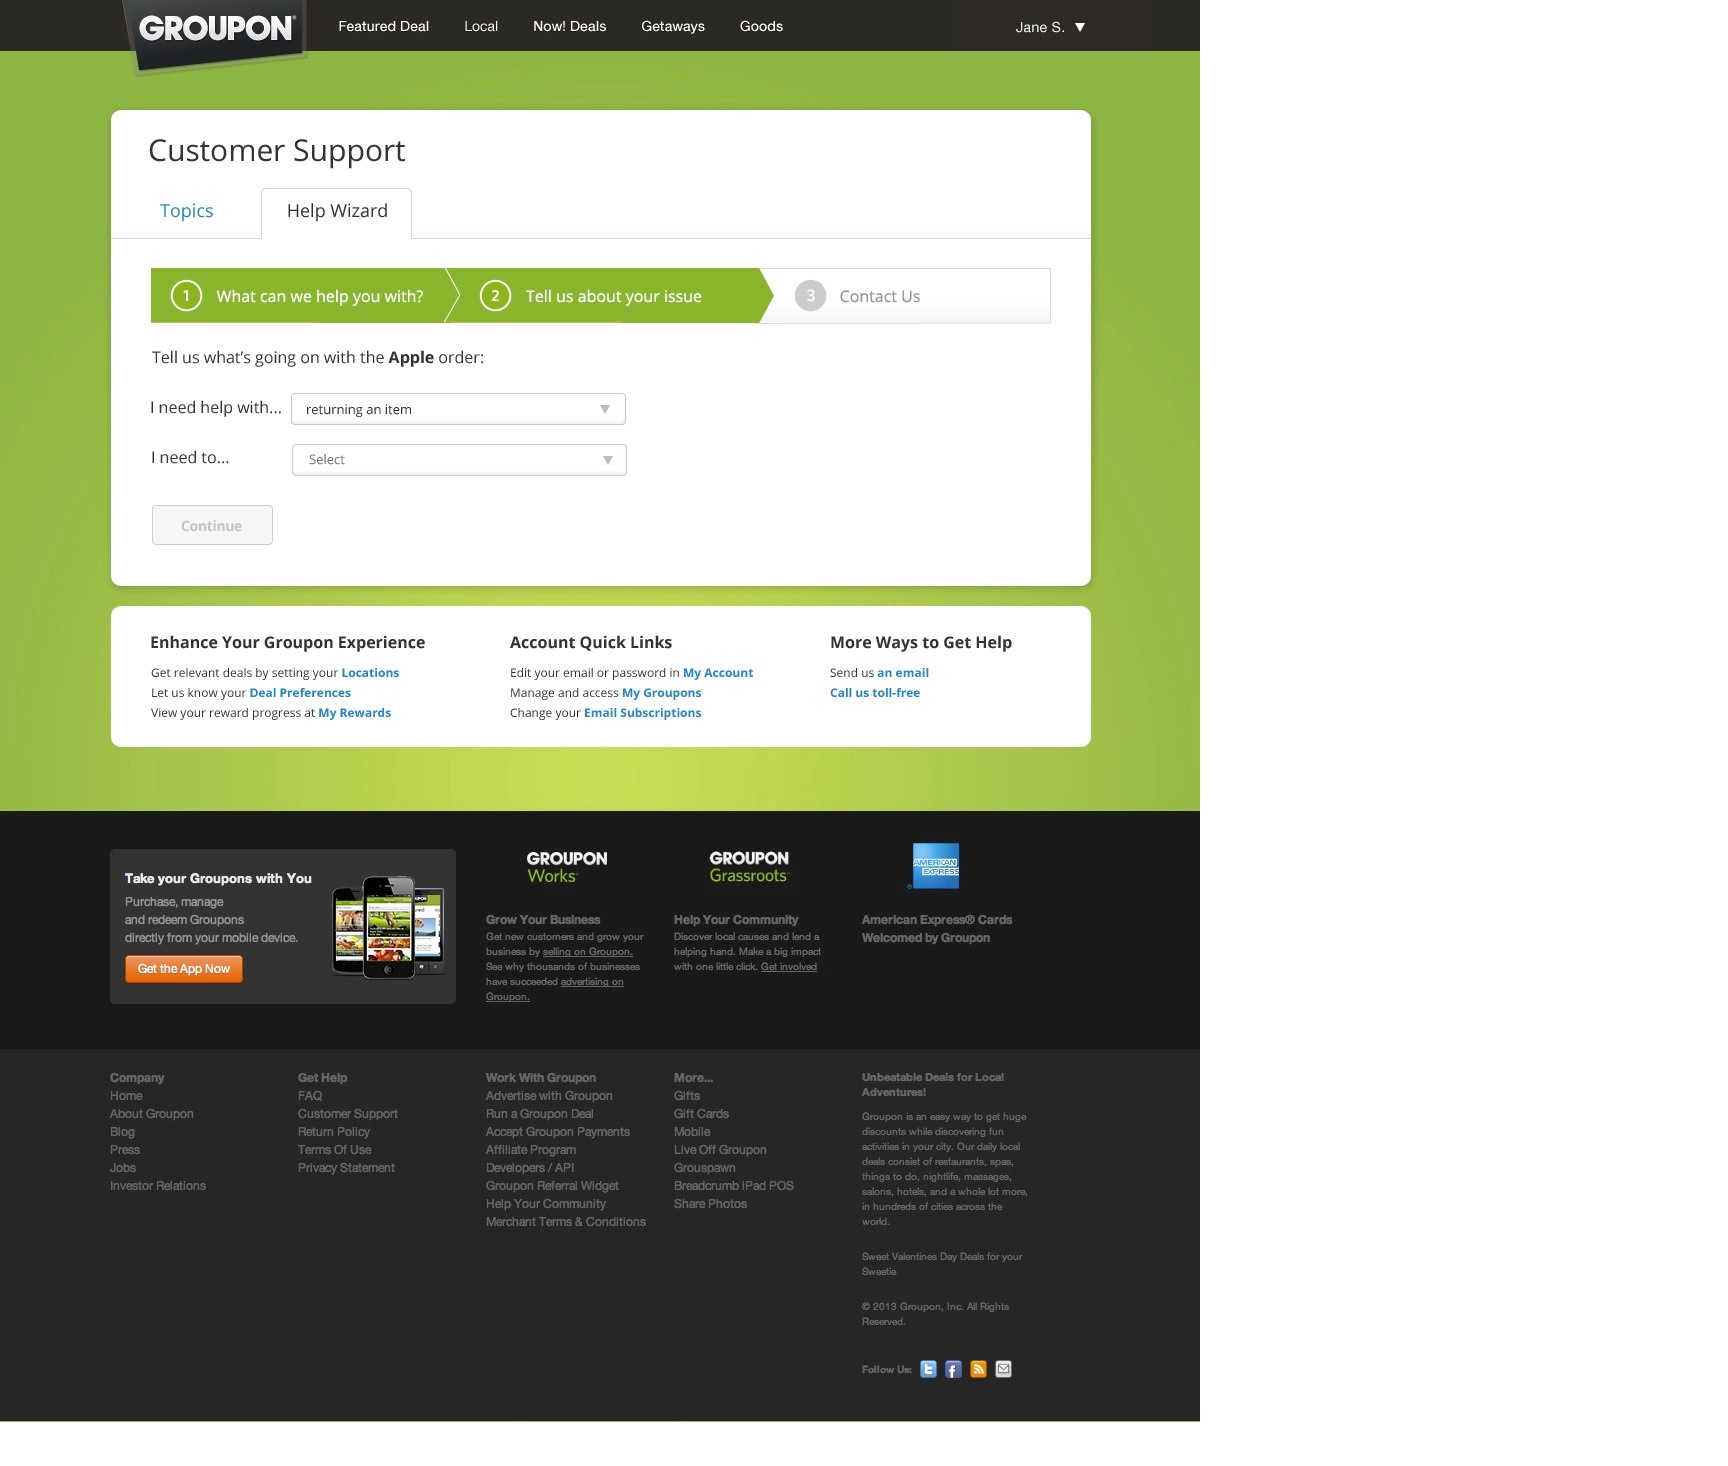 GROUPON®
Featured Deal
Local
Now! Deals
Getaways
Goods
Jane S.
Customer Support
Topics
Help Wizard
1 What can we help you with?
2 Tell us about your issue
3 Contact Us
Tell us what's going on with the Apple order:
I need help with...
returning an item
I need to...
Select
Continue
Enhance Your Groupon Experience
Get relevant deals by setting your Locations
Let us know your Deal Preferences
View your reward progress at My Rewards
Account Quick Links
Edit your email or password in My Account
Manage and access My Groupons
Change your Email Subscriptions
More Ways to Get Help
Send us an email
Call us toll-free
Take your Groupons with You
Purchase, manage
and redeem Groupons
directly from your mobile device.
Get the App Now
GROUPON
Works™
Grow Your Business
Get new customers and grow your
business by selling on Groupon.
See why thousands of businesses
have succeeded advertising on
Groupon.
GROUPON
Grassroots™
Help Your Community
Discover local causes and lend a
helping hand. Make a big impact
with one little click. Get involved
AMERICAN
EXPRESS
®
American Express® Cards
Welcomed by Groupon
Company
Home
About Groupon
Blog
Press
Jobs
Investor Relations
Get Help
FAQ
Customer Support
Return Policy
Terms Of Use
Privacy Statement
Work With Groupon
Advertise with Groupon
Run a Groupon Deal
Accept Groupon Payments
Affiliate Program
Developers / API
Groupon Referral Widget
Help Your Community
Merchant Terms & Conditions
More...
Gifts
Gift Cards
Mobile
Live Off Groupon
Grouspawn
Breadcrumb iPad POS
Share Photos
Unbeatable Deals for Local
Adventures!
Groupon is an easy way to get huge
discounts while discovering fun
activities in your city. Our daily local
deals consist of restaurants, spas,
things to do, nightlife, massages,
salons, hotels, and a whole lot more,
in hundreds of cities across the
world.
Sweet Valentines Day Deals for your
Sweetie
© 2013 Groupon, Inc. All Rights
Reserved.
Follow Us: